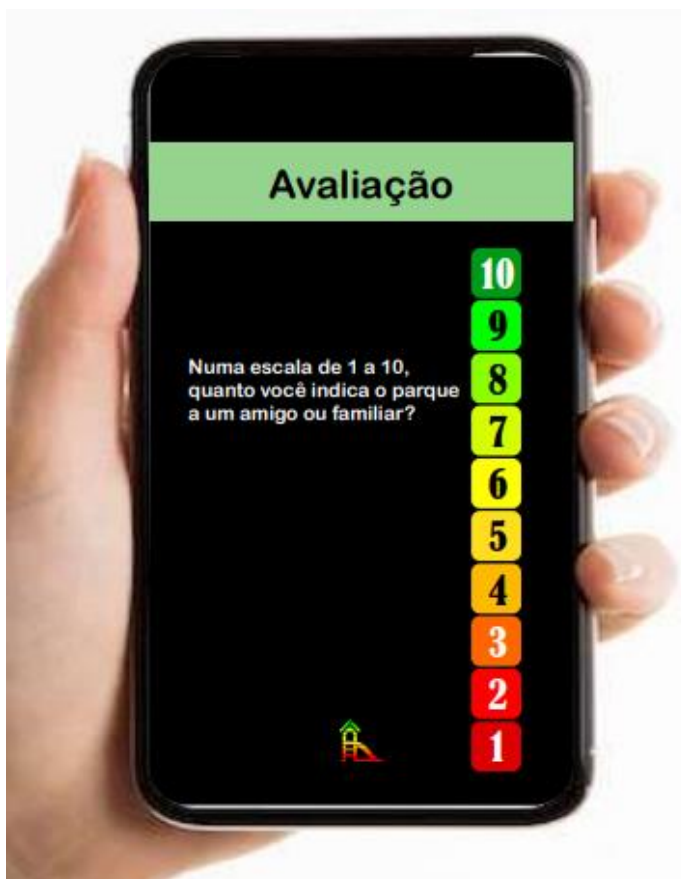 Avaliação
10
9
Numa escala de 1 a 10,
quanto você indica o parque
a um amigo ou familiar?
8
7
6
5
4
3
2
1